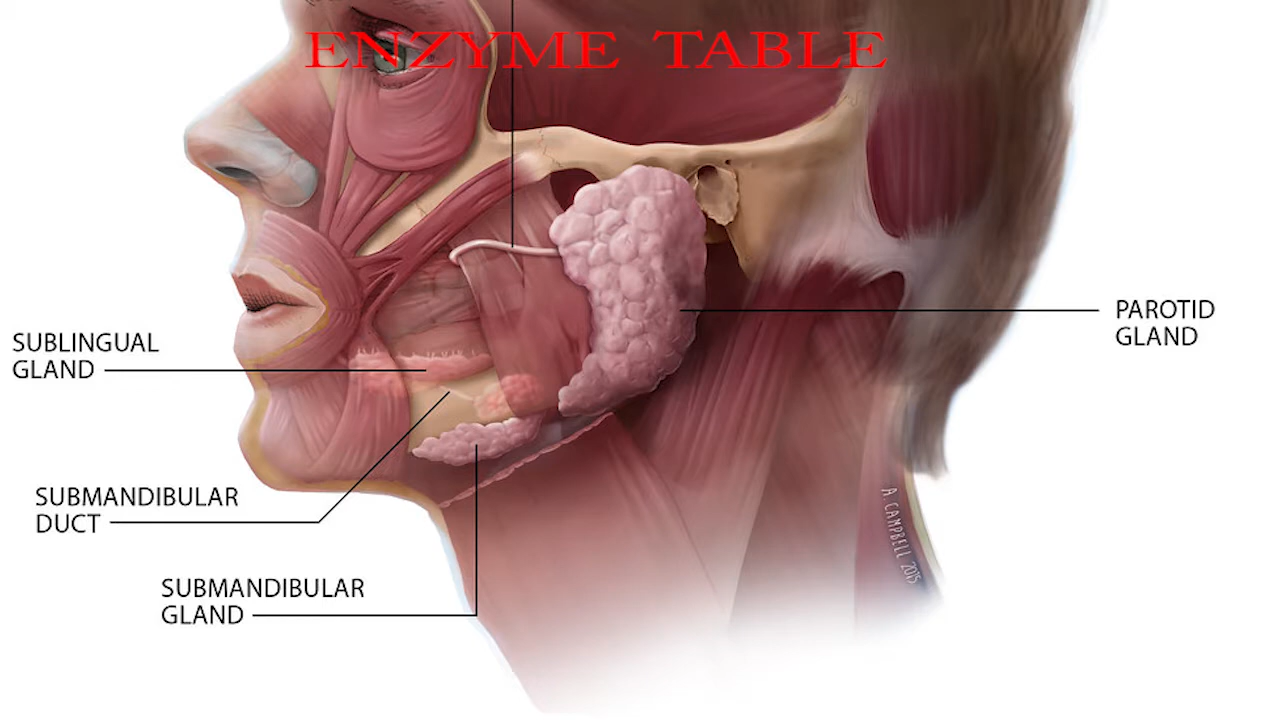 ENZYME TABLE
PAROTID
GLAND
SUBLINGUAL
GLAND
SUBMANDIBULAR
DUCT
SUBMANDIBULAR
GLAND
A. CAMPBELL 2015